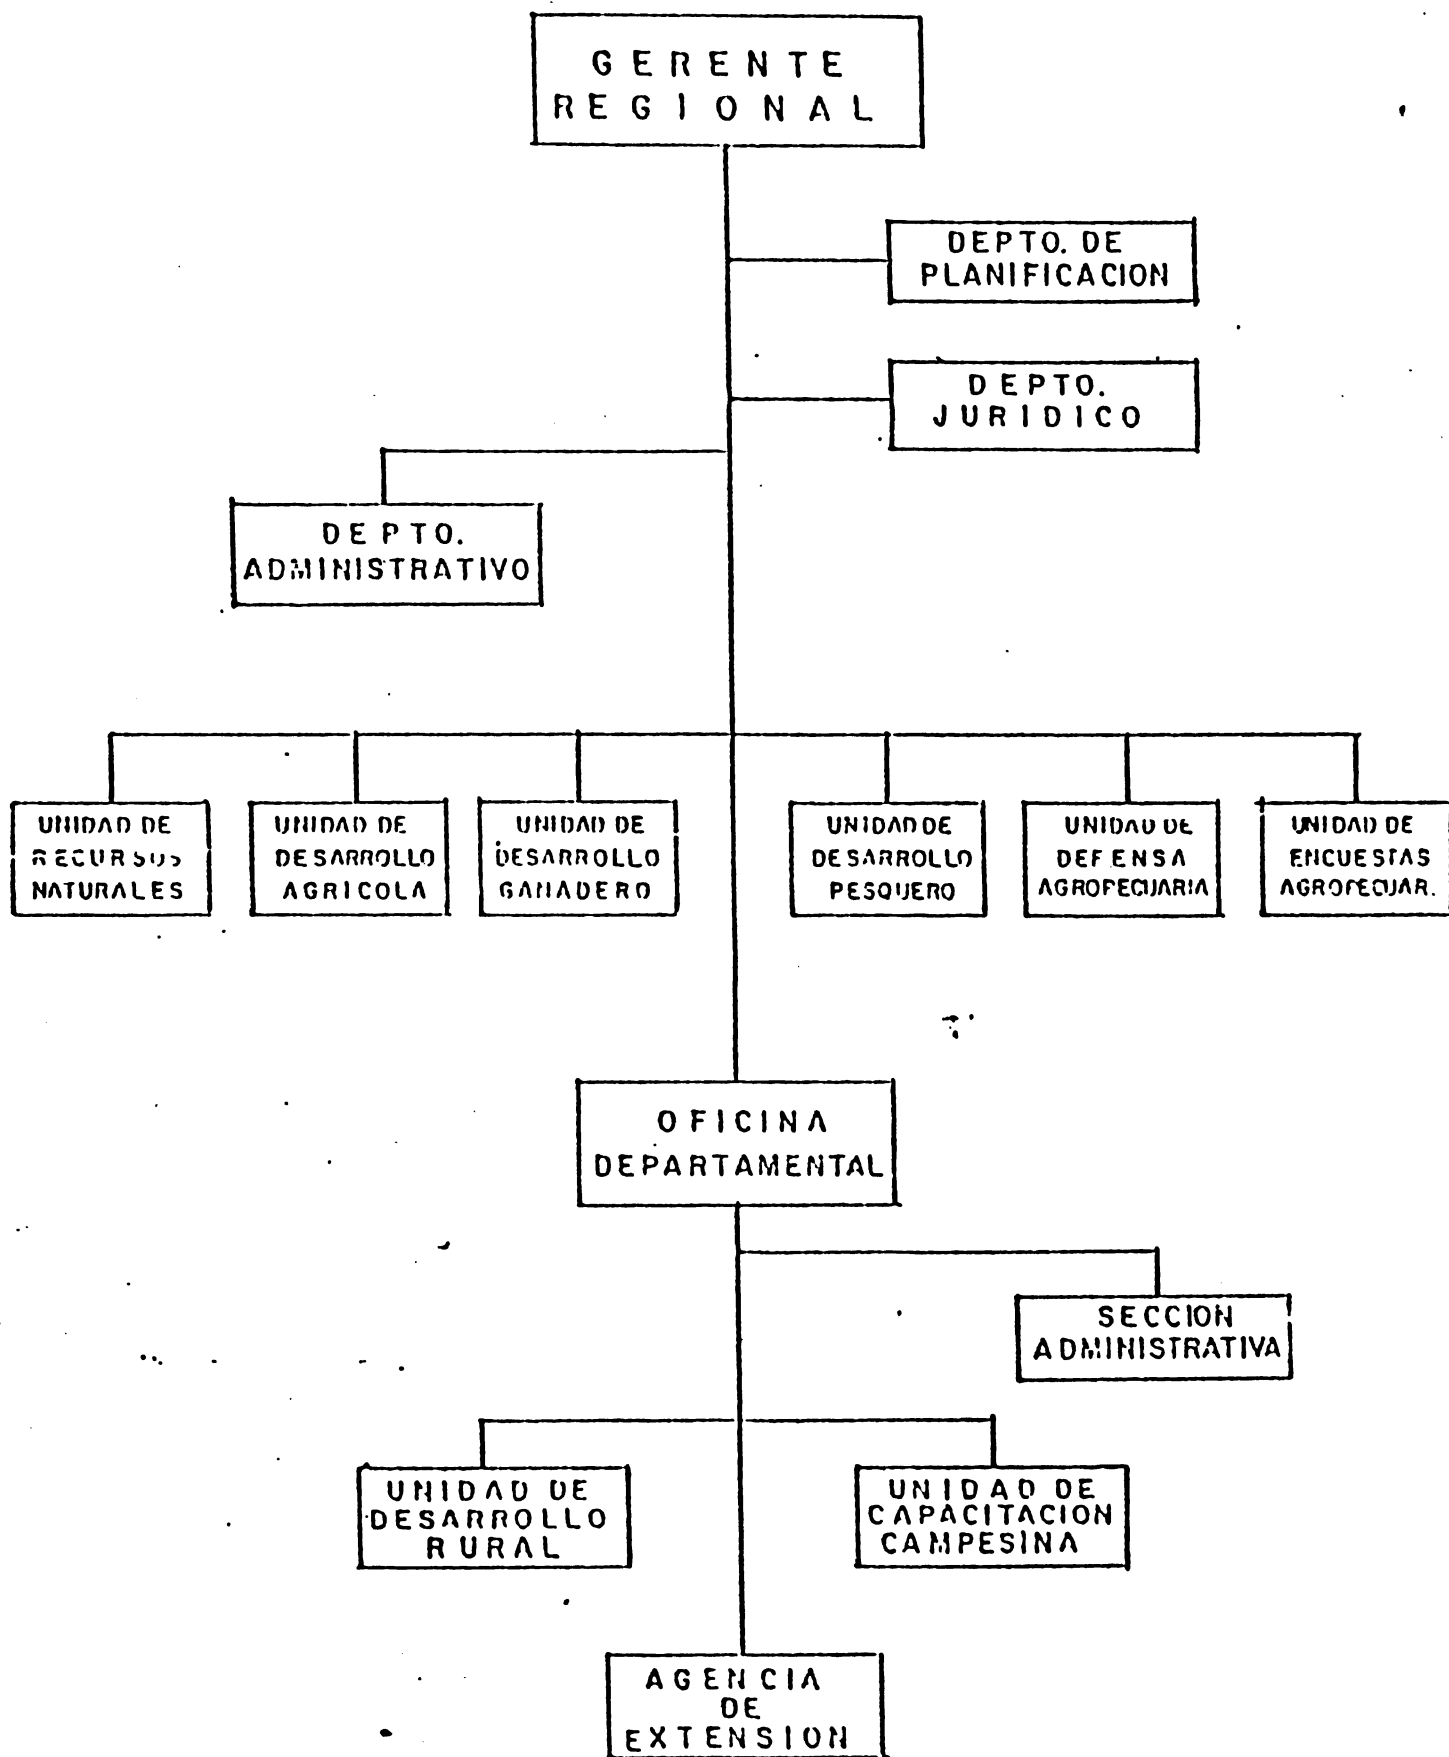 GERENTE
REGIONAL
DEPTO. DE
PLANIFICACION
DEPTO.
JURIDICO
DEPTO.
ADMINISTRATIVO
UNIDAD DE
RECURSOS
NATURALES
UNIDAD DE
DESARROLLO
AGRICOLA
UNIDAD DE
DESARROLLO
GANADERO
UNIDAD DE
DESARROLLO
PESQUERO
UNIDAD DE
DEFENSA
AGROPECUARIA
UNIDAD DE
ENCUESTAS
AGROPECUAR.
OFICINA
DEPARTAMENTAL
SECCION
ADMINISTRATIVA
UNIDAD DE
DESARROLLO
RURAL
UNIDAD DE
CAPACITACION
CAMPESINA
AGENCIA
DE
EXTENSION